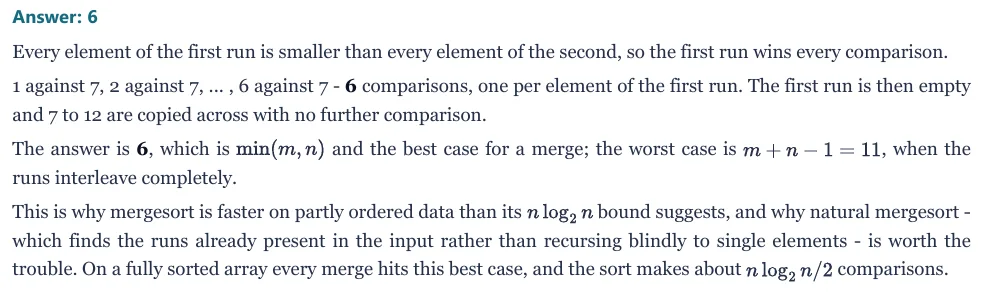 Answer: 6
Every element of the first run is smaller than every element of the second, so the first run wins every comparison.
1 against 7, 2 against 7, ... , 6 against 7 - 6 comparisons, one per element of the first run. The first run is then empty
and 7 to 12 are copied across with no further comparison.
The answer is 6, which is min(m, n) and the best case for a merge; the worst case is m + n − 1 = 11, when the
runs interleave completely.
This is why mergesort is faster on partly ordered data than its n log₂ n bound suggests, and why natural mergesort -
which finds the runs already present in the input rather than recursing blindly to single elements - is worth the
trouble. On a fully sorted array every merge hits this best case, and the sort makes about n log₂ n/2 comparisons.